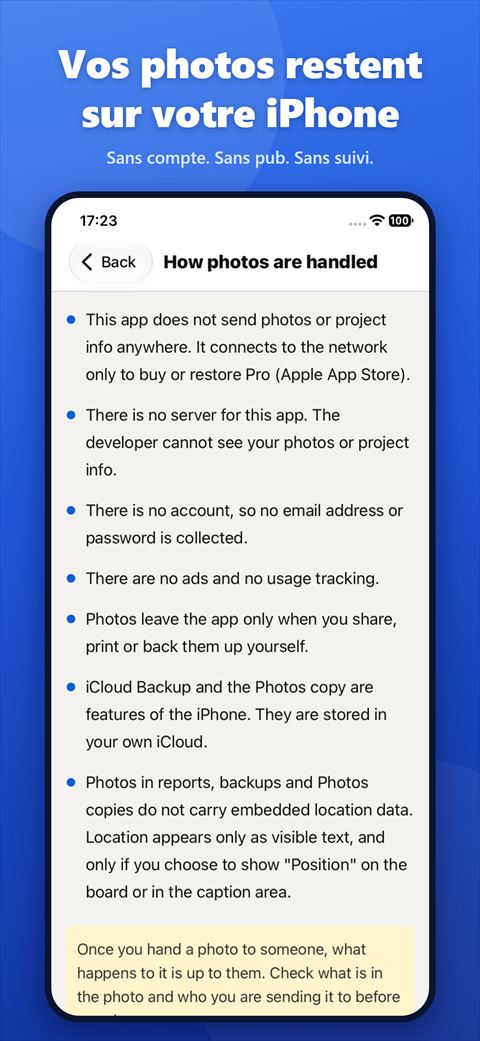 Vos photos restent
sur votre iPhone
Sans compte. Sans pub. Sans suivi.
17:23
100
Back
How photos are handled
This app does not send photos or project
info anywhere. It connects to the network
only to buy or restore Pro (Apple App Store).
There is no server for this app. The
developer cannot see your photos or project
info.
There is no account, so no email address or
password is collected.
There are no ads and no usage tracking.
Photos leave the app only when you share,
print or back them up yourself.
iCloud Backup and the Photos copy are
features of the iPhone. They are stored in
your own iCloud.
Photos in reports, backups and Photos
copies do not carry embedded location data.
Location appears only as visible text, and
only if you choose to show "Position" on the
board or in the caption area.
Once you hand a photo to someone, what
happens to it is up to them. Check what is in
the photo and who you are sending it to before